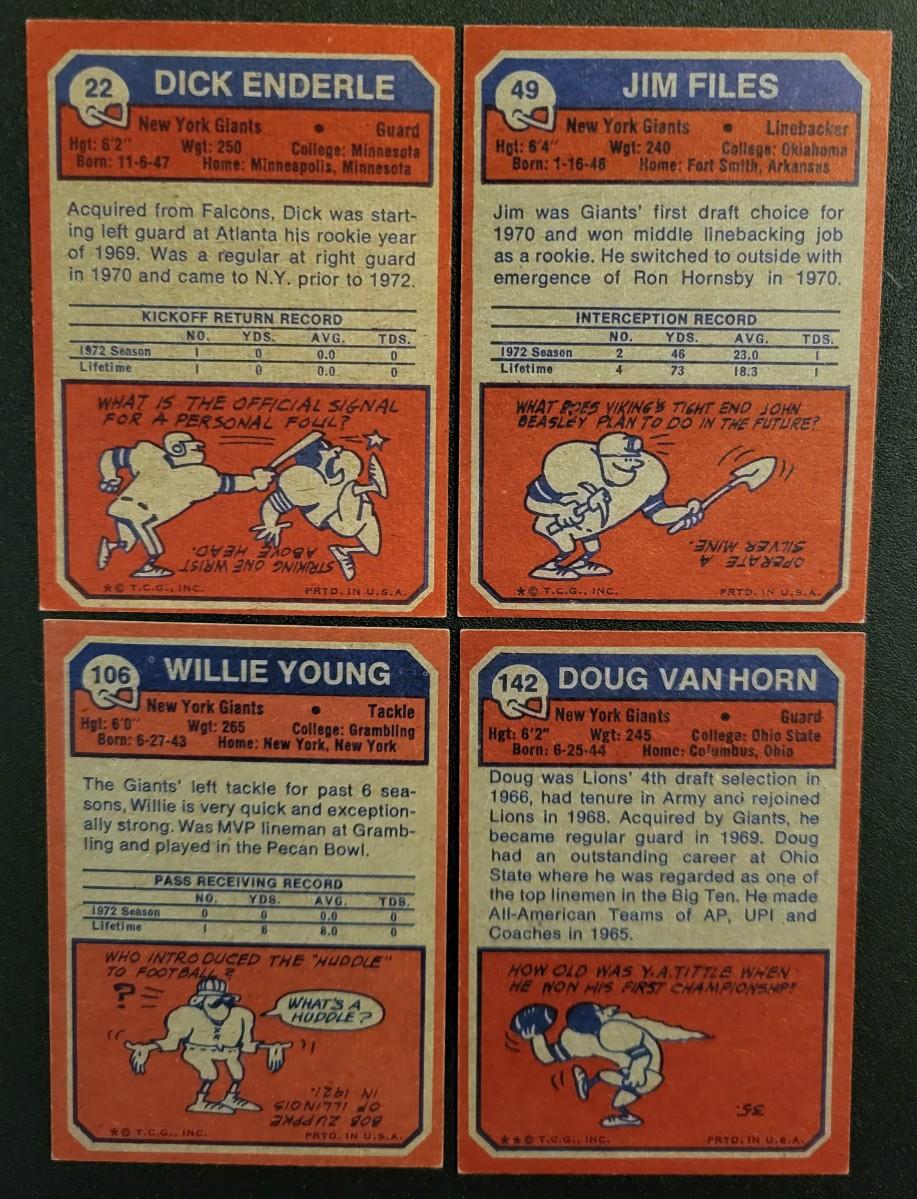 22
DICK ENDERLE
New York Giants • Guard
Hgt: 6'2" Wgt: 250 College: Minnesota
Born: 11-6-47 Home: Minneapolis, Minnesota
Acquired from Falcons, Dick was start-
ing left guard at Atlanta his rookie year
of 1969. Was a regular at right guard
in 1970 and came to N.Y. prior to 1972.
KICKOFF RETURN RECORD
NO. YDS. AVG. TDS.
1972 Season 1 0 0.0 0
Lifetime 1 0 0.0 0
WHAT IS THE OFFICIAL SIGNAL
FOR A PERSONAL FOUL?
STRIKING ONE WRIST
ABOVE HEAD.
*© T.C.G., INC. PRTD. IN U.S.A.
49
JIM FILES
New York Giants • Linebacker
Hgt: 6'4" Wgt: 240 College: Oklahoma
Born: 1-16-48 Home: Fort Smith, Arkansas
Jim was Giants' first draft choice for
1970 and won middle linebacking job
as a rookie. He switched to outside with
emergence of Ron Hornsby in 1970.
INTERCEPTION RECORD
NO. YDS. AVG. TDS.
1972 Season 2 46 23.0 1
Lifetime 4 73 18.3 1
WHAT DOES VIKING'S TIGHT END JOHN
BEASLEY PLAN TO DO IN THE FUTURE?
OPERATE A
SILVER MINE.
*© T.C.G., INC. PRTD. IN U.S.A.
106
WILLIE YOUNG
New York Giants • Tackle
Hgt: 6'0" Wgt: 265 College: Grambling
Born: 6-27-43 Home: New York, New York
The Giants' left tackle for past 6 sea-
sons, Willie is very quick and exception-
ally strong. Was MVP lineman at Gramb-
ling and played in the Pecan Bowl.
PASS RECEIVING RECORD
NO. YDS. AVG. TDS.
1972 Season 0 0 0.0 0
Lifetime 1 8 8.0 0
WHO INTRODUCED THE "HUDDLE"
TO FOOTBALL?
?
WHAT'S A
HUDDLE?
BOB ZUPPKE
OF ILLINOIS
IN 1921.
*© T.C.G., INC. PRTD. IN U.S.A.
142
DOUG VAN HORN
New York Giants • Guard
Hgt: 6'2" Wgt: 245 College: Ohio State
Born: 6-25-44 Home: Columbus, Ohio
Doug was Lions' 4th draft selection in
1966, had tenure in Army and rejoined
Lions in 1968. Acquired by Giants, he
became regular guard in 1969. Doug
had an outstanding career at Ohio
State where he was regarded as one of
the top linemen in the Big Ten. He made
All-American Teams of AP, UPI and
Coaches in 1965.
HOW OLD WAS Y.A. TITTLE WHEN
HE WON HIS FIRST CHAMPIONSHIP?
35.
**© T.C.G., INC. PRTD. IN U.S.A.